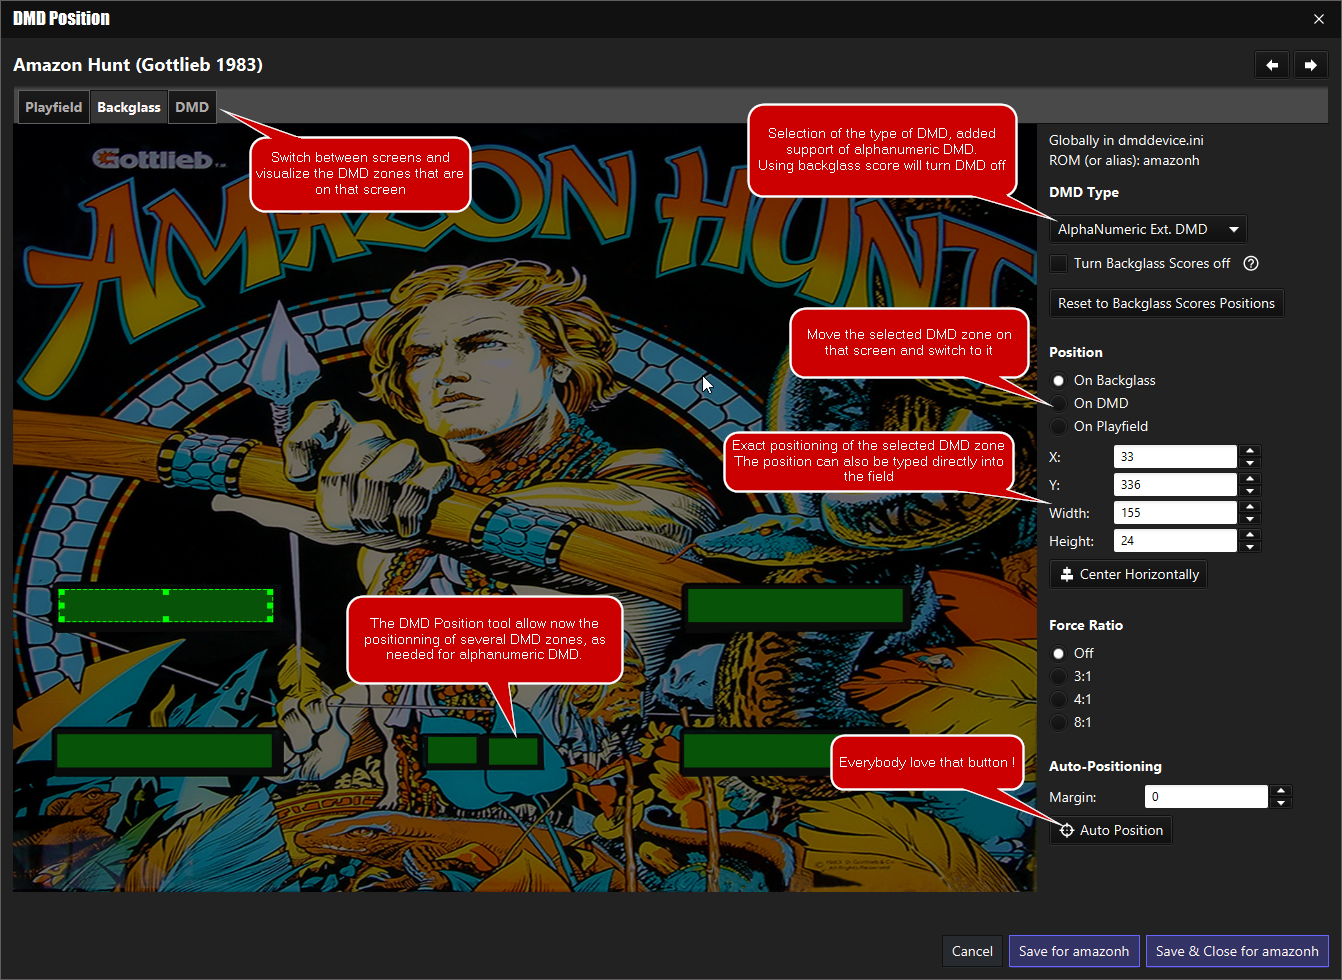 DMD Position
Amazon Hunt (Gottlieb 1983)
Playfield
Backglass
DMD
Gottlieb
AMAZON HUNT
Switch between screens and
visualize the DMD zones that are
on that screen
Selection of the type of DMD, added
support of alphanumeric DMD.
Using backglass score will turn DMD off
Globally in dmddevice.ini
ROM (or alias): amazonh
DMD Type
AlphaNumeric Ext. DMD
Turn Backglass Scores off
Reset to Backglass Scores Positions
Move the selected DMD zone on
that screen and switch to it
Position
On Backglass
On DMD
On Playfield
Exact positioning of the selected DMD zone
The position can also be typed directly into
the field
X: 33
Y: 336
Width: 155
Height: 24
Center Horizontally
The DMD Position tool allow now the
positionning of several DMD zones, as
needed for alphanumeric DMD.
Force Ratio
Off
3:1
4:1
8:1
Everybody love that button !
Auto-Positioning
Margin: 0
Auto Position
All Rights Reserved
Cancel
Save for amazonh
Save & Close for amazonh